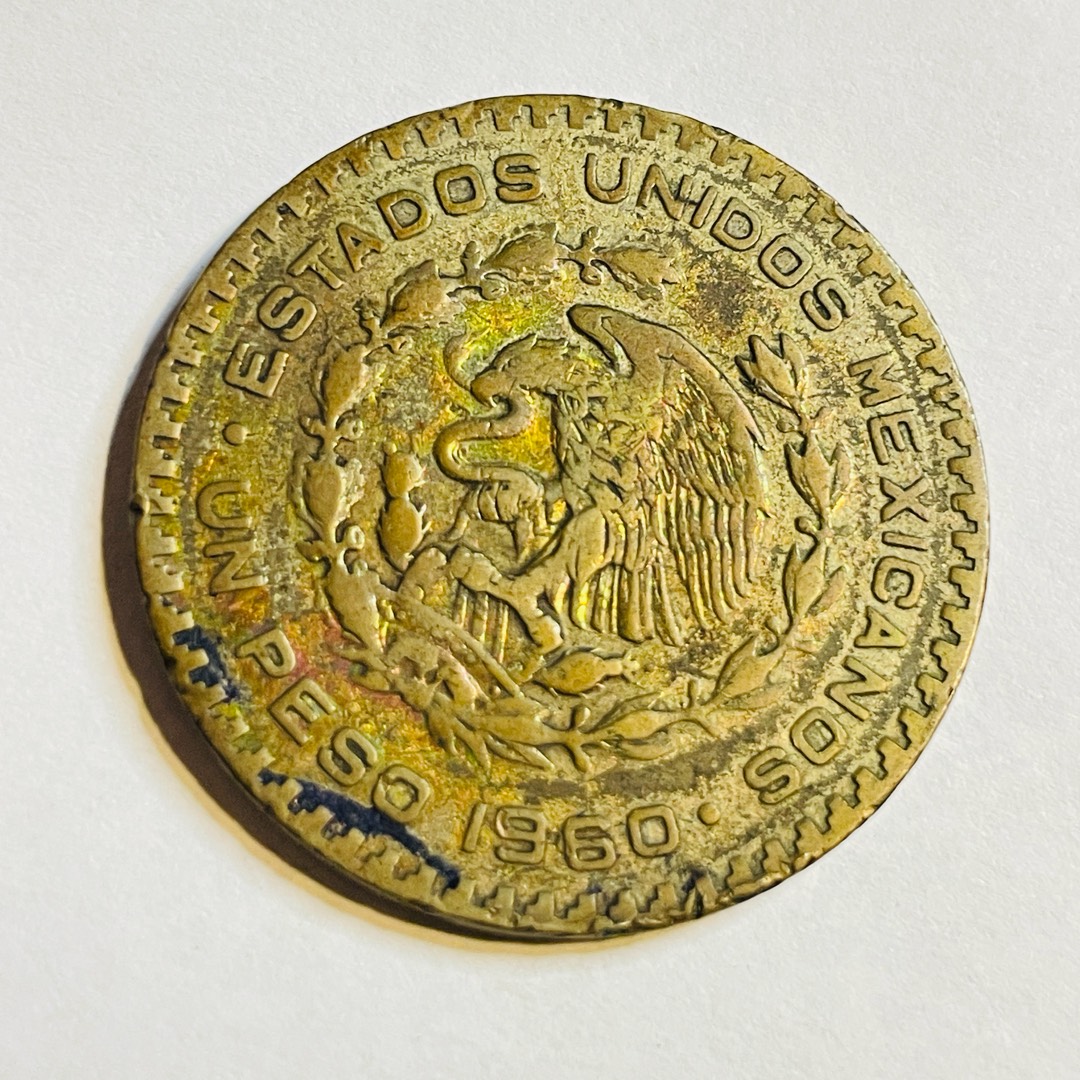 ESTADOS UNIDOS MEXICANOS
UN PESO 1960